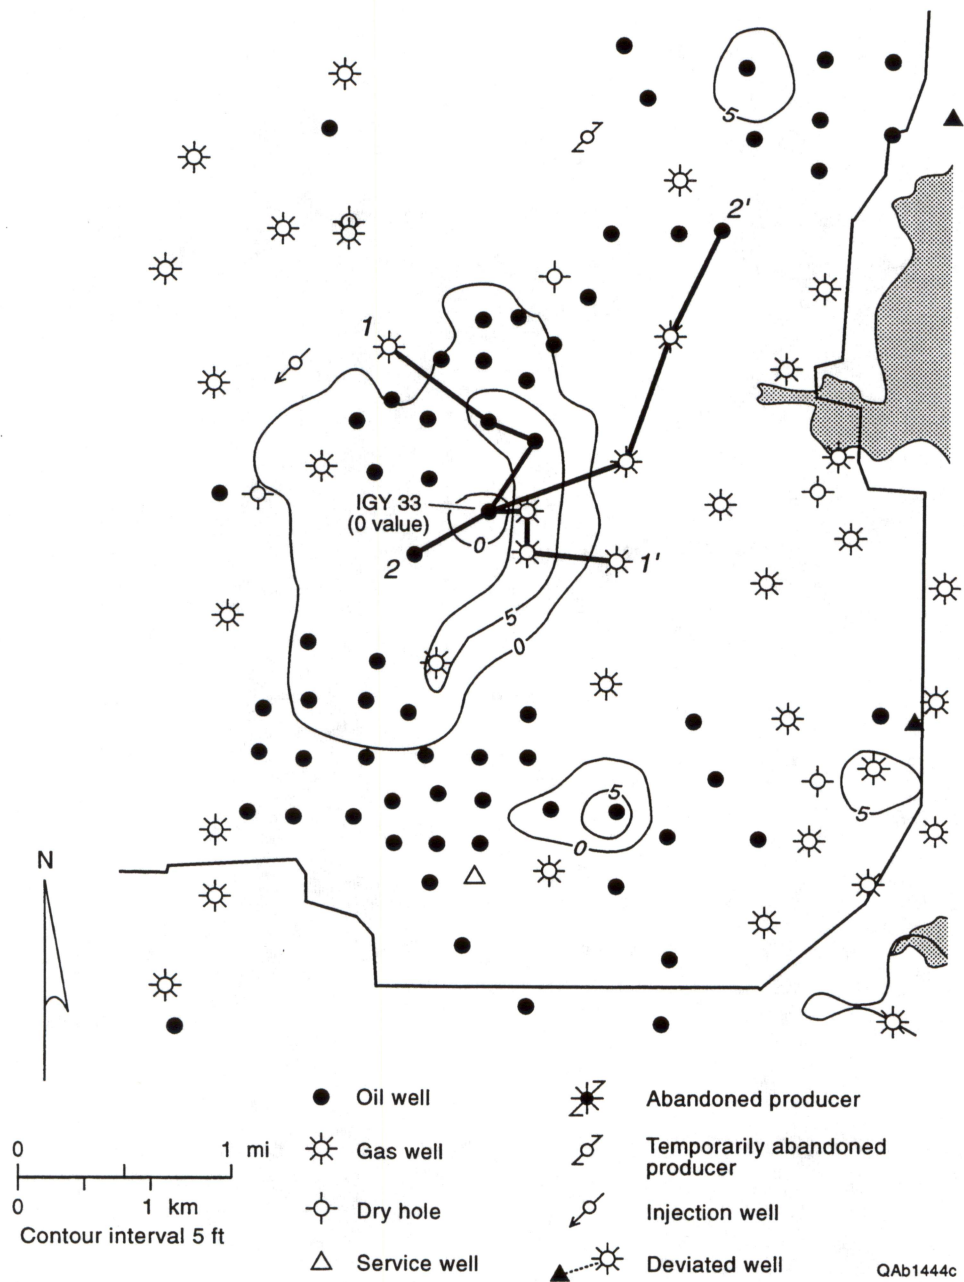 5
2'
1
IGY 33
(0 value)
0
2
1'
5
0
5
0
5
N
Oil well
Abandoned producer
0 1 mi
Gas well
Temporarily abandoned
producer
0 1 km
Dry hole
Injection well
Contour interval 5 ft
Service well
Deviated well
QAb1444c